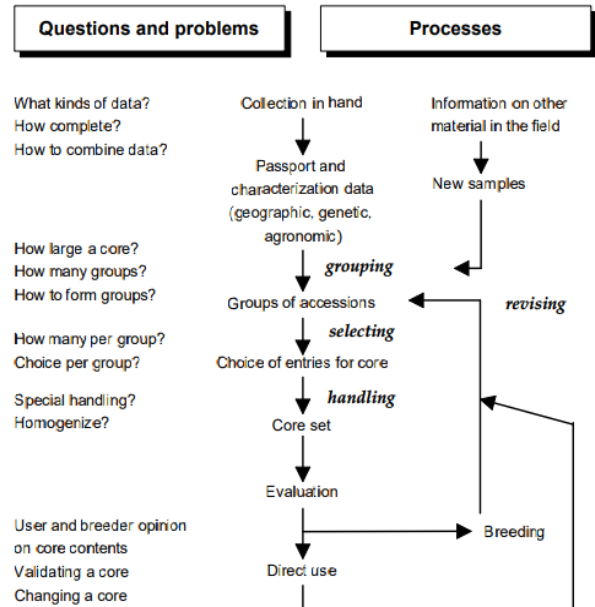 Questions and problems
Processes
What kinds of data?
How complete?
How to combine data?
Collection in hand
Information on other
material in the field
Passport and
characterization data
(geographic, genetic,
agronomic)
New samples
How large a core?
How many groups?
How to form groups?
grouping
Groups of accessions
revising
selecting
How many per group?
Choice per group?
Choice of entries for core
handling
Special handling?
Homogenize?
Core set
Evaluation
User and breeder opinion
on core contents
Validating a core
Changing a core
Breeding
Direct use